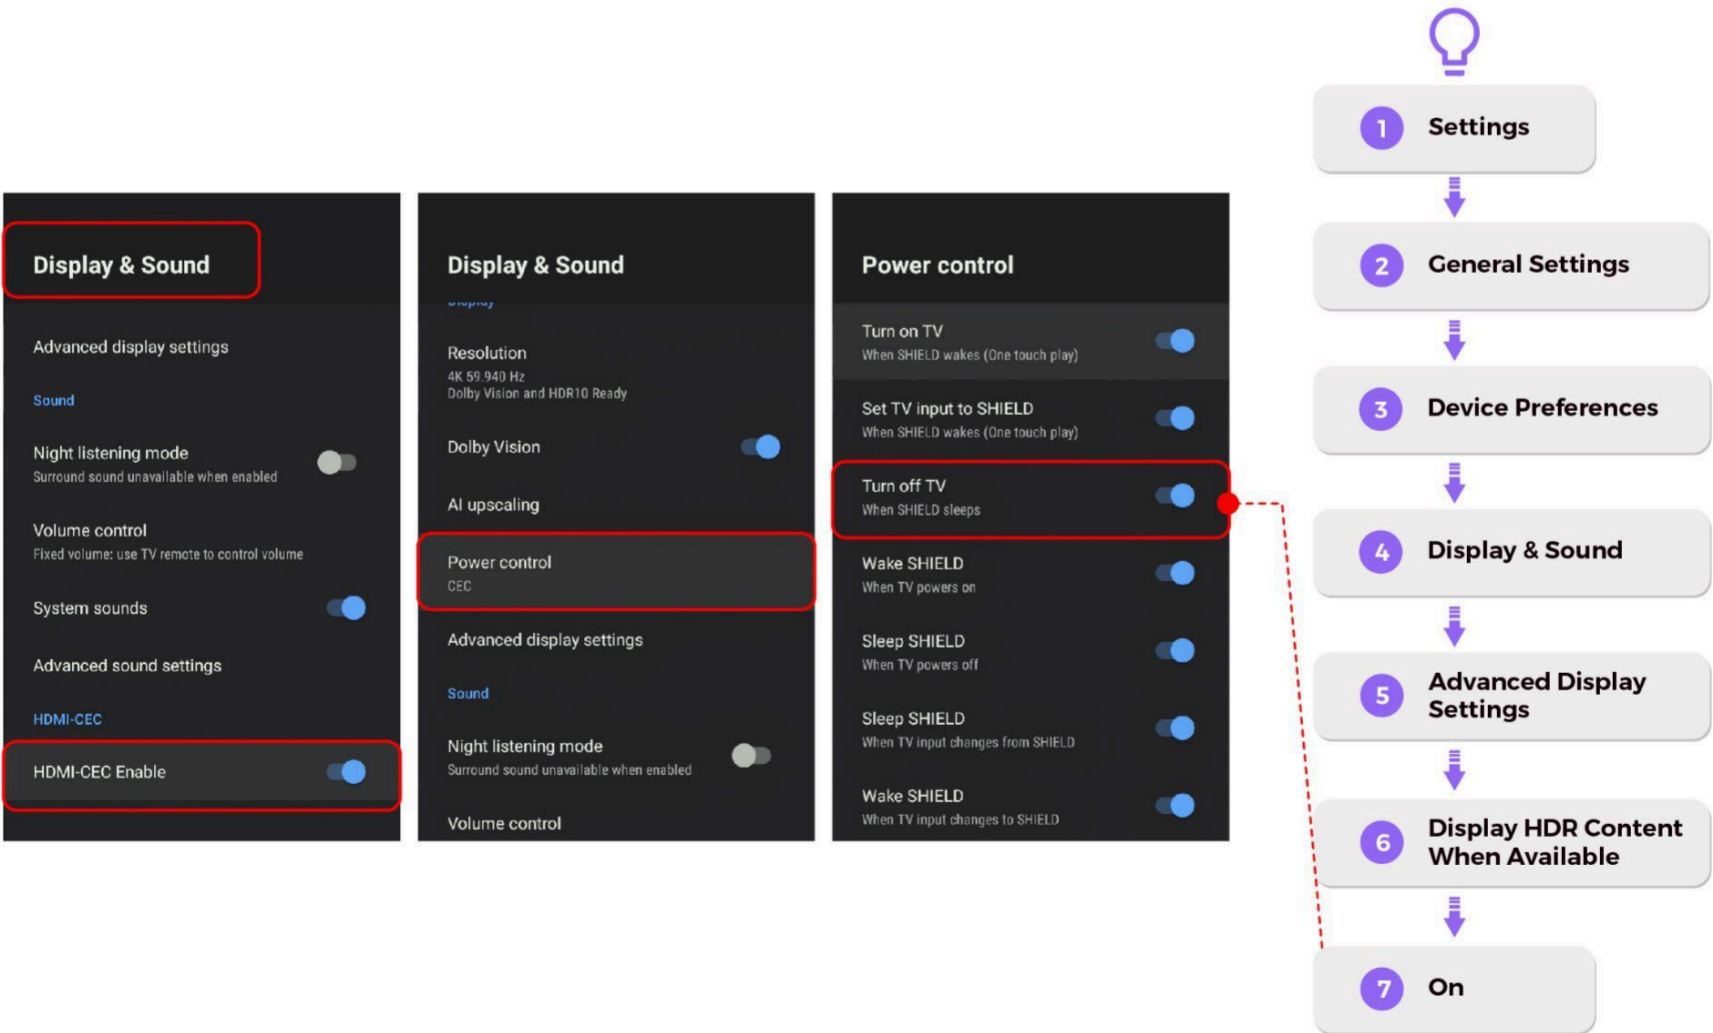 Display & Sound
Advanced display settings
Sound
Night listening mode
Surround sound unavailable when enabled
Volume control
Fixed volume: use TV remote to control volume
System sounds
Advanced sound settings
HDMI-CEC
HDMI-CEC Enable
Display & Sound
Display
Resolution
4K 59.940 Hz
Dolby Vision and HDR10 Ready
Dolby Vision
AI upscaling
Power control
CEC
Advanced display settings
Sound
Night listening mode
Surround sound unavailable when enabled
Volume control
Power control
Turn on TV
When SHIELD wakes (One touch play)
Set TV input to SHIELD
When SHIELD wakes (One touch play)
Turn off TV
When SHIELD sleeps
Wake SHIELD
When TV powers on
Sleep SHIELD
When TV powers off
Sleep SHIELD
When TV input changes from SHIELD
Wake SHIELD
When TV input changes to SHIELD
1 Settings
2 General Settings
3 Device Preferences
4 Display & Sound
5 Advanced Display
Settings
6 Display HDR Content
When Available
7 On